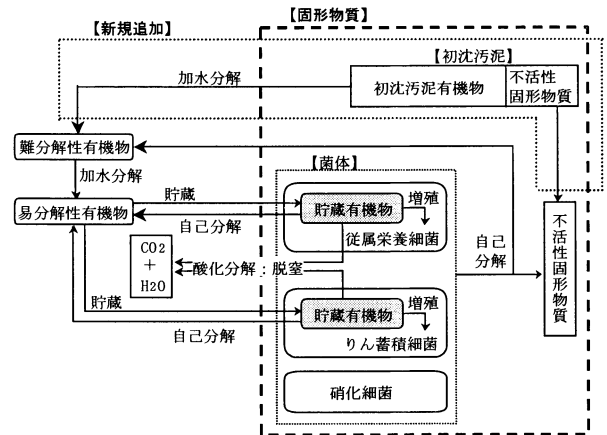 【固形物質】
【新規追加】
【初沈汚泥】
加水分解
初沈汚泥有機物
不活性
固形物質
難分解性有機物
加水分解
【菌体】
易分解性有機物
貯蔵
自己分解
貯蔵有機物
増殖
従属栄養細菌
CO2
+
H2O
酸化分解：脱窒
自己
分解
不活性固形物質
貯蔵
自己分解
貯蔵有機物
増殖
りん蓄積細菌
硝化細菌